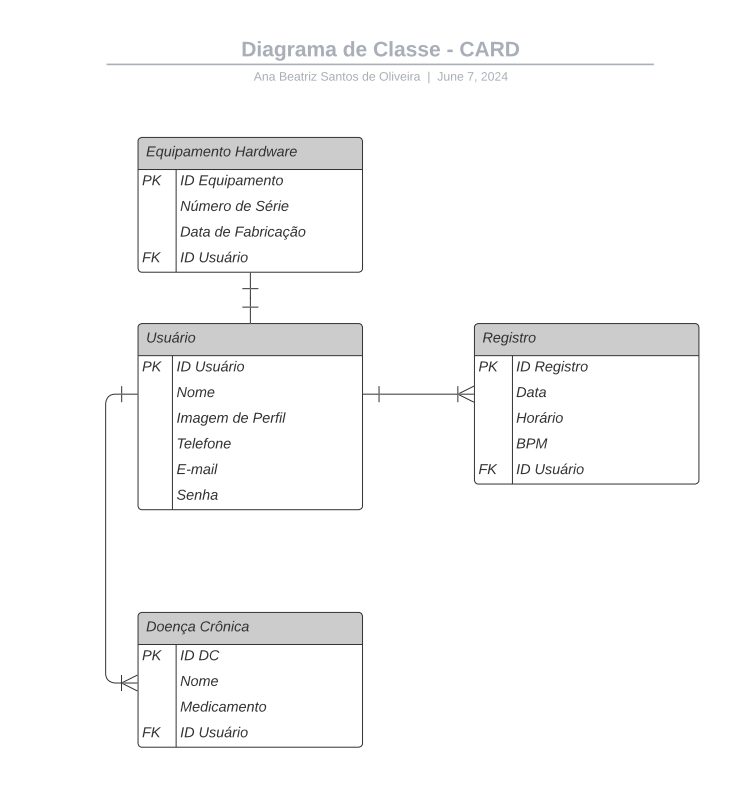 Diagrama de Classe - CARD
Ana Beatriz Santos de Oliveira | June 7, 2024
Equipamento Hardware
PK ID Equipamento
Número de Série
Data de Fabricação
FK ID Usuário
Usuário
PK ID Usuário
Nome
Imagem de Perfil
Telefone
E-mail
Senha
Registro
PK ID Registro
Data
Horário
BPM
FK ID Usuário
Doença Crônica
PK ID DC
Nome
Medicamento
FK ID Usuário